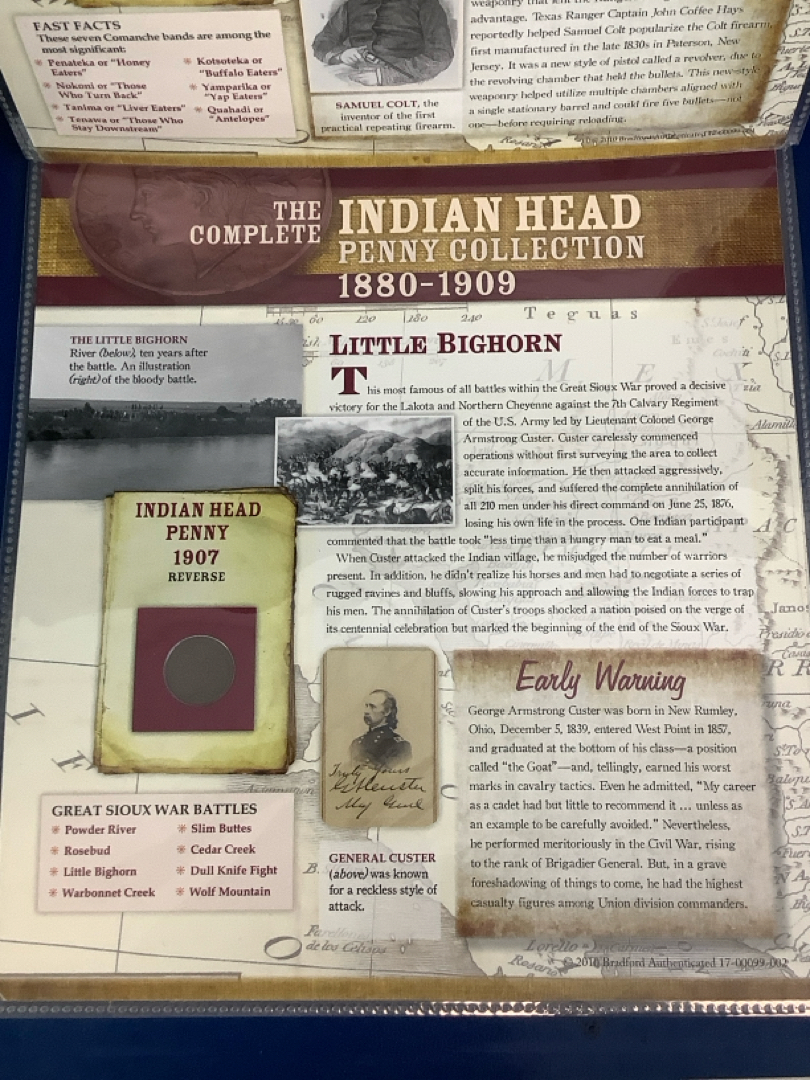 FAST FACTS
These seven Comanche bands are among the
most significant:
Penateka or "Honey
Eaters"
Nokoni or "Those
Who Turn Back"
Tanima or "Liver Eaters"
Tenawa or "Those Who
Stay Downstream"
Kotsoteka or
"Buffalo Eaters"
Yamparika or
"Yap Eaters"
Quahadi or
"Antelopes"
SAMUEL COLT, the
inventor of the first
practical repeating firearm.
advantage. Texas Ranger Captain John Coffee Hays
reportedly helped Samuel Colt popularize the Colt firearm,
first manufactured in the late 1830s in Paterson, New
Jersey. It was a new style of pistol called a revolver, due to
the revolving chamber that held the bullets. This new-style
weaponry helped utilize multiple chambers aligned with
a single stationary barrel and could fire five bullets—not
one—before requiring reloading.
THE
COMPLETE
INDIAN HEAD
PENNY COLLECTION
1880-1909
60 120 180 240
Teguas
THE LITTLE BIGHORN
River (below), ten years after
the battle. An illustration
(right) of the bloody battle.
LITTLE BIGHORN
This most famous of all battles within the Great Sioux War proved a decisive
victory for the Lakota and Northern Cheyenne against the 7th Calvary Regiment
of the U.S. Army led by Lieutenant Colonel George
Armstrong Custer. Custer carelessly commenced
operations without first surveying the area to collect
accurate information. He then attacked aggressively,
split his forces, and suffered the complete annihilation of
all 210 men under his direct command on June 25, 1876,
losing his own life in the process. One Indian participant
commented that the battle took "less time than a hungry man to eat a meal."
When Custer attacked the Indian village, he misjudged the number of warriors
present. In addition, he didn't realize his horses and men had to negotiate a series of
rugged ravines and bluffs, slowing his approach and allowing the Indian forces to trap
his men. The annihilation of Custer's troops shocked a nation poised on the verge of
its centennial celebration but marked the beginning of the end of the Sioux War.
INDIAN HEAD
PENNY
1907
REVERSE
Truly Yours
GENERAL CUSTER
(above) was known
for a reckless style of
attack.
Early Warning
George Armstrong Custer was born in New Rumley,
Ohio, December 5, 1839, entered West Point in 1857,
and graduated at the bottom of his class—a position
called "the Goat"—and, tellingly, earned his worst
marks in cavalry tactics. Even he admitted, "My career
as a cadet had but little to recommend it ... unless as
an example to be carefully avoided." Nevertheless,
he performed meritoriously in the Civil War, rising
to the rank of Brigadier General. But, in a grave
foreshadowing of things to come, he had the highest
casualty figures among Union division commanders.
GREAT SIOUX WAR BATTLES
Powder River
Rosebud
Little Bighorn
Warbonnet Creek
Slim Buttes
Cedar Creek
Dull Knife Fight
Wolf Mountain
Farellones
de los Celisos
Loretto
Rosario
© 2010 Bradford Authenticated 17-00099-002